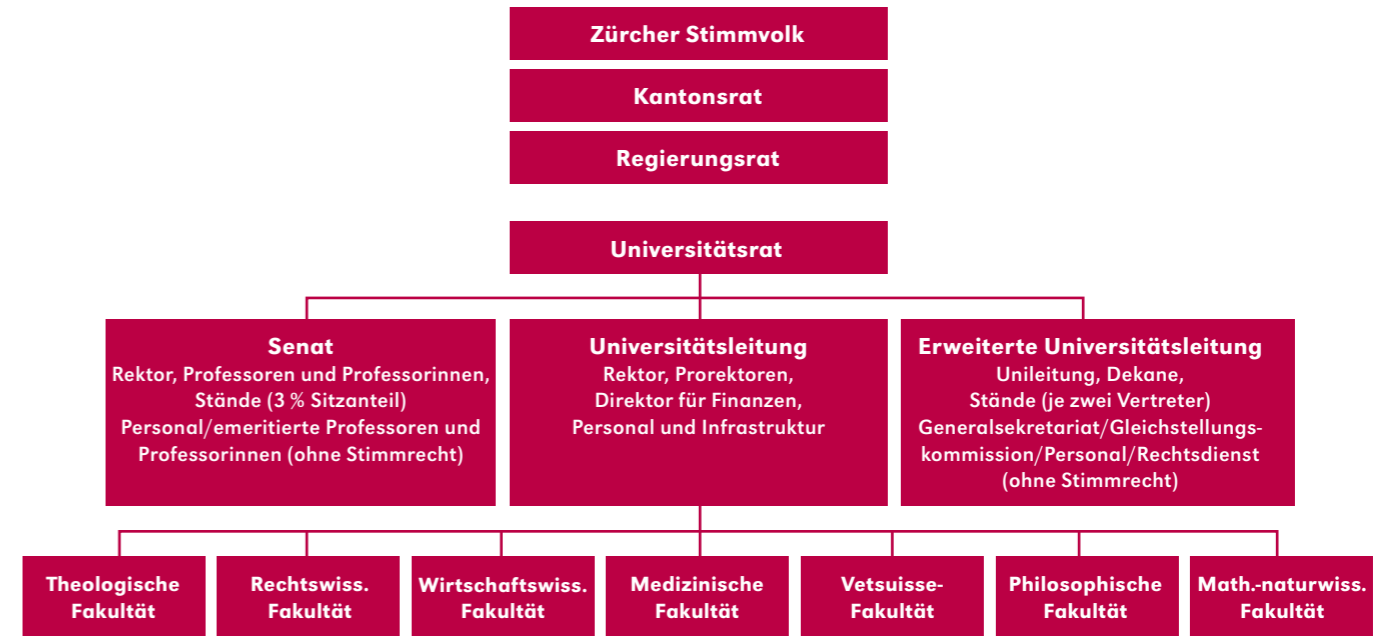 Zürcher Stimmvolk
Kantonsrat
Regierungsrat
Universitätsrat
Senat
Rektor, Professoren und Professorinnen,
Stände (3 % Sitzanteil)
Personal/emeritierte Professoren und
Professorinnen (ohne Stimmrecht)
Universitätsleitung
Rektor, Prorektoren,
Direktor für Finanzen,
Personal und Infrastruktur
Erweiterte Universitätsleitung
Unileitung, Dekane,
Stände (je zwei Vertreter)
Generalsekretariat/Gleichstellungs-
kommission/Personal/Rechtsdienst
(ohne Stimmrecht)
Theologische
Fakultät
Rechtswiss.
Fakultät
Wirtschaftswiss.
Fakultät
Medizinische
Fakultät
Vetsuisse-
Fakultät
Philosophische
Fakultät
Math.-naturwiss.
Fakultät